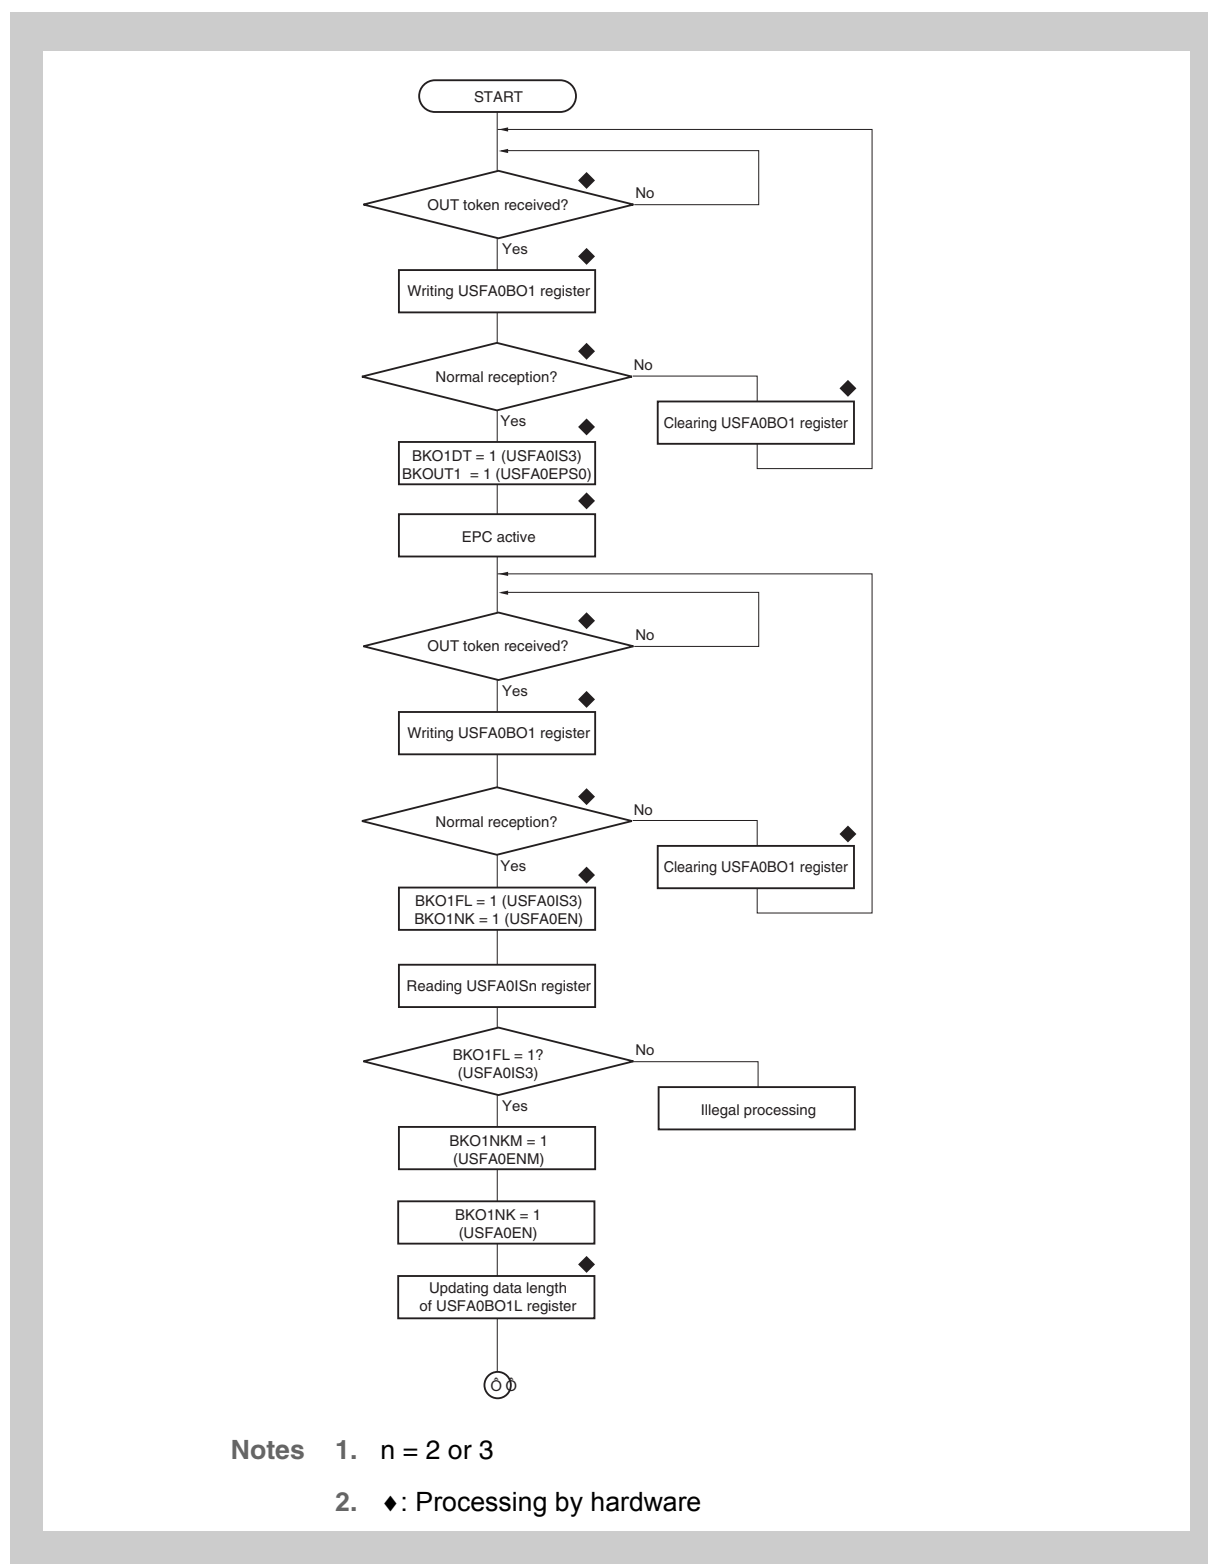 START
OUT token received?
No
Yes
Writing USFA0BO1 register
Normal reception?
No
Yes
Clearing USFA0BO1 register
BKO1DT = 1 (USFA0IS3)
BKOUT1 = 1 (USFA0EPS0)
EPC active
OUT token received?
No
Yes
Writing USFA0BO1 register
Normal reception?
No
Yes
Clearing USFA0BO1 register
BKO1FL = 1 (USFA0IS3)
BKO1NK = 1 (USFA0EN)
Reading USFA0ISn register
BKO1FL = 1?
(USFA0IS3)
No
Yes
Illegal processing
BKO1NKM = 1
(USFA0ENM)
BKO1NK = 1
(USFA0EN)
Updating data length
of USFA0BO1L register
Notes 1. n = 2 or 3
2. ♦: Processing by hardware